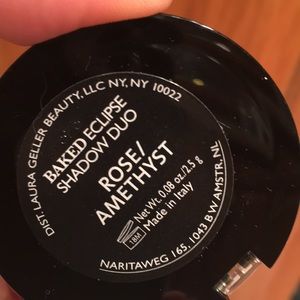 DIST LAURA GELLER BEAUTY, LLC NY, NY 10022
BAKED ECLIPSE
SHADOW DUO
ROSE/
AMETHYST
18M
Net Wt. 0.08 oz./2.5 g
Made in Italy
NARITAWEG 165, 1043 BW AMSTR, NL